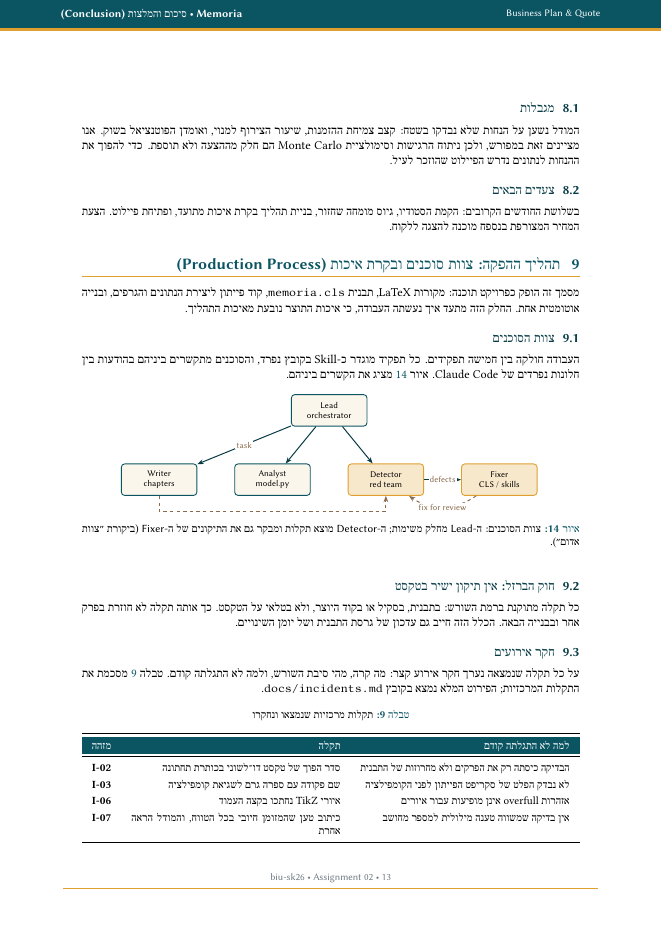 סיכום והמלצות (Conclusion) • Memoria
Business Plan & Quote
8.1 מגבלות
המודל נשען על הנחות שלא נבדקו בשטח: קצב צמיחת ההזמנות, שיעור הצירוף למנוי, ואומדן הפוטנציאל בשוק. אנו
מציינים זאת במפורש, ולכן ניתוח הרגישות וסימולציית Monte Carlo הם חלק מההצעה ולא תוספת. כדי להפוך את
ההנחות לנתונים נדרש הפיילוט שהוזכר לעיל.
8.2 צעדים הבאים
בשלושת החודשים הקרובים: הקמת הסטודיו, גיוס מומחה שחזור, בניית תהליך בקרת איכות מתועד, ופתיחת פיילוט. הצעת
המחיר המצורפת בנספח מוכנה להצגה ללקוח.
9 תהליך ההפקה: צוות סוכנים ובקרת איכות (Production Process)
מסמך זה הופק כפרויקט תוכנה: מקורות LaTeX, תבנית memoria.cls, קוד פייתון ליצירת הנתונים והגרפים, ובנייה
אוטומטית אחת. החלק הזה מתעד איך נעשתה העבודה, כי איכות התוצר נובעת מאיכות התהליך.
9.1 צוות הסוכנים
העבודה חולקה בין חמישה תפקידים. כל תפקיד מוגדר כ-Skill בקובץ נפרד, והסוכנים מתקשרים ביניהם בהודעות בין
חלונות נפרדים של Claude Code. איור 14 מציג את הקשרים ביניהם.
Lead
orchestrator
task
Writer
chapters
Analyst
model.py
Detector
red team
defects
Fixer
CLS / skills
fix for review
איור 14: צוות הסוכנים: ה-Lead מחלק משימות; ה-Detector מוצא תקלות ומבקר גם את התיקונים של ה-Fixer (ביקורת ״צוות
אדום״).
9.2 חוק הברזל: אין תיקון ישיר בטקסט
כל תקלה מתוקנת ברמת השורש: בתבנית, בסקיל או בקוד היוצר, ולא בטלאי על הטקסט. כך אותה תקלה לא חוזרת בפרק
אחר ובבנייה הבאה. הכלל הזה חייב גם עדכון של גרסת התבנית ושל יומן השינויים.
9.3 חקר אירועים
על כל תקלה שנמצאה נערך חקר אירוע קצר: מה קרה, מהי סיבת השורש, ולמה לא התגלתה קודם. טבלה 9 מסכמת את
התקלות המרכזיות; הפירוט המלא נמצא בקובץ docs/incidents.md.
טבלה 9: תקלות מרכזיות שנמצאו ונחקרו
מזהה תקלה למה לא התגלתה קודם
I-02 סדר הפוך של טקסט דו־לשוני בכותרת תחתונה הבדיקה כיסתה רק את הפרקים ולא מחרוזות של התבנית
I-03 שם פקודה עם ספרה גרם לשגיאת קומפילציה לא נבדק הפלט של סקריפט הפייתון לפני הקומפילציה
I-06 איורי TikZ נחתכו בקצה העמוד אזהרות overfull אינן מופיעות עבור איורים
I-07 כיתוב טען שהמזומן חיובי בכל הטווח, והמודל הראה אין בדיקה שמשווה טענה מילולית למספר מחושב
אחרת
biu-sk26 • Assignment 02 • 13